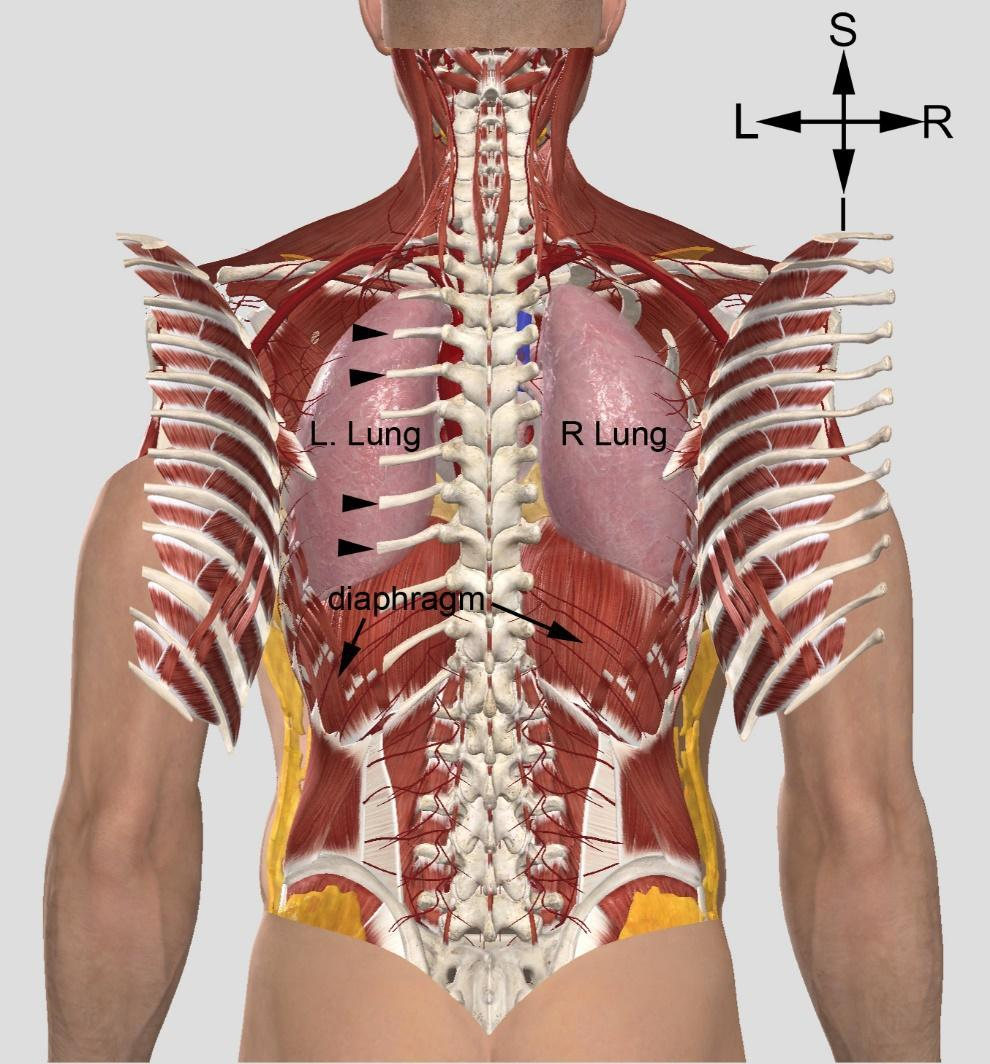 S
L R
I
L. Lung
R Lung
diaphragm